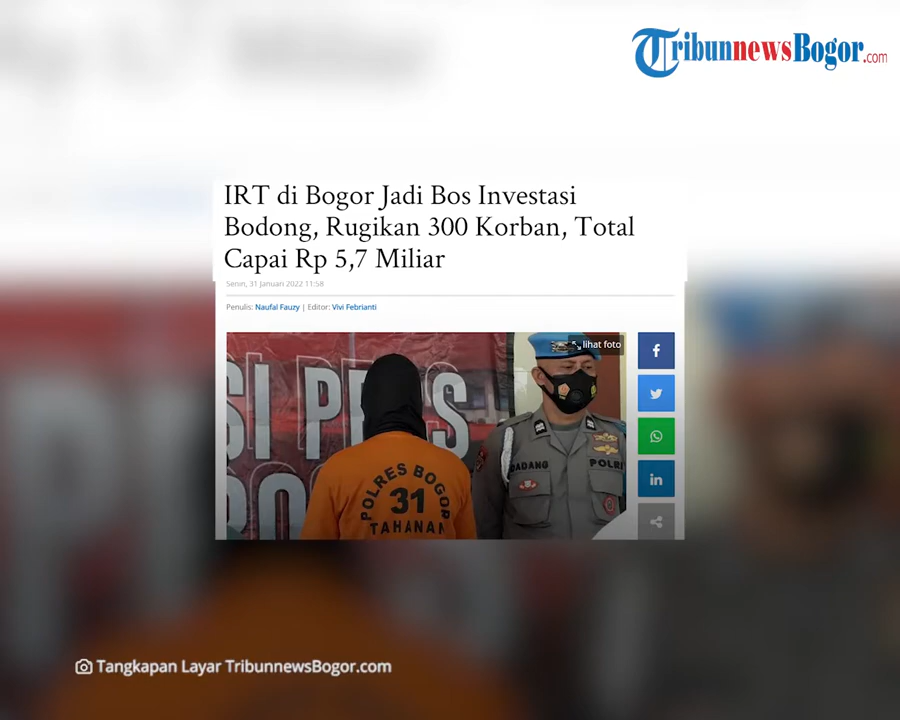 TribunnewsBogor.com
IRT di Bogor Jadi Bos Investasi
Bodong, Rugikan 300 Korban, Total
Capai Rp 5,7 Miliar
Senin, 31 Januari 2022 11:58
Penulis: Naufal Fauzy | Editor: Vivi Febrianti
lihat foto
SI PERS
DADANG
POLRI
POLRES BOGOR
31
TAHANAN
Tangkapan Layar TribunnewsBogor.com